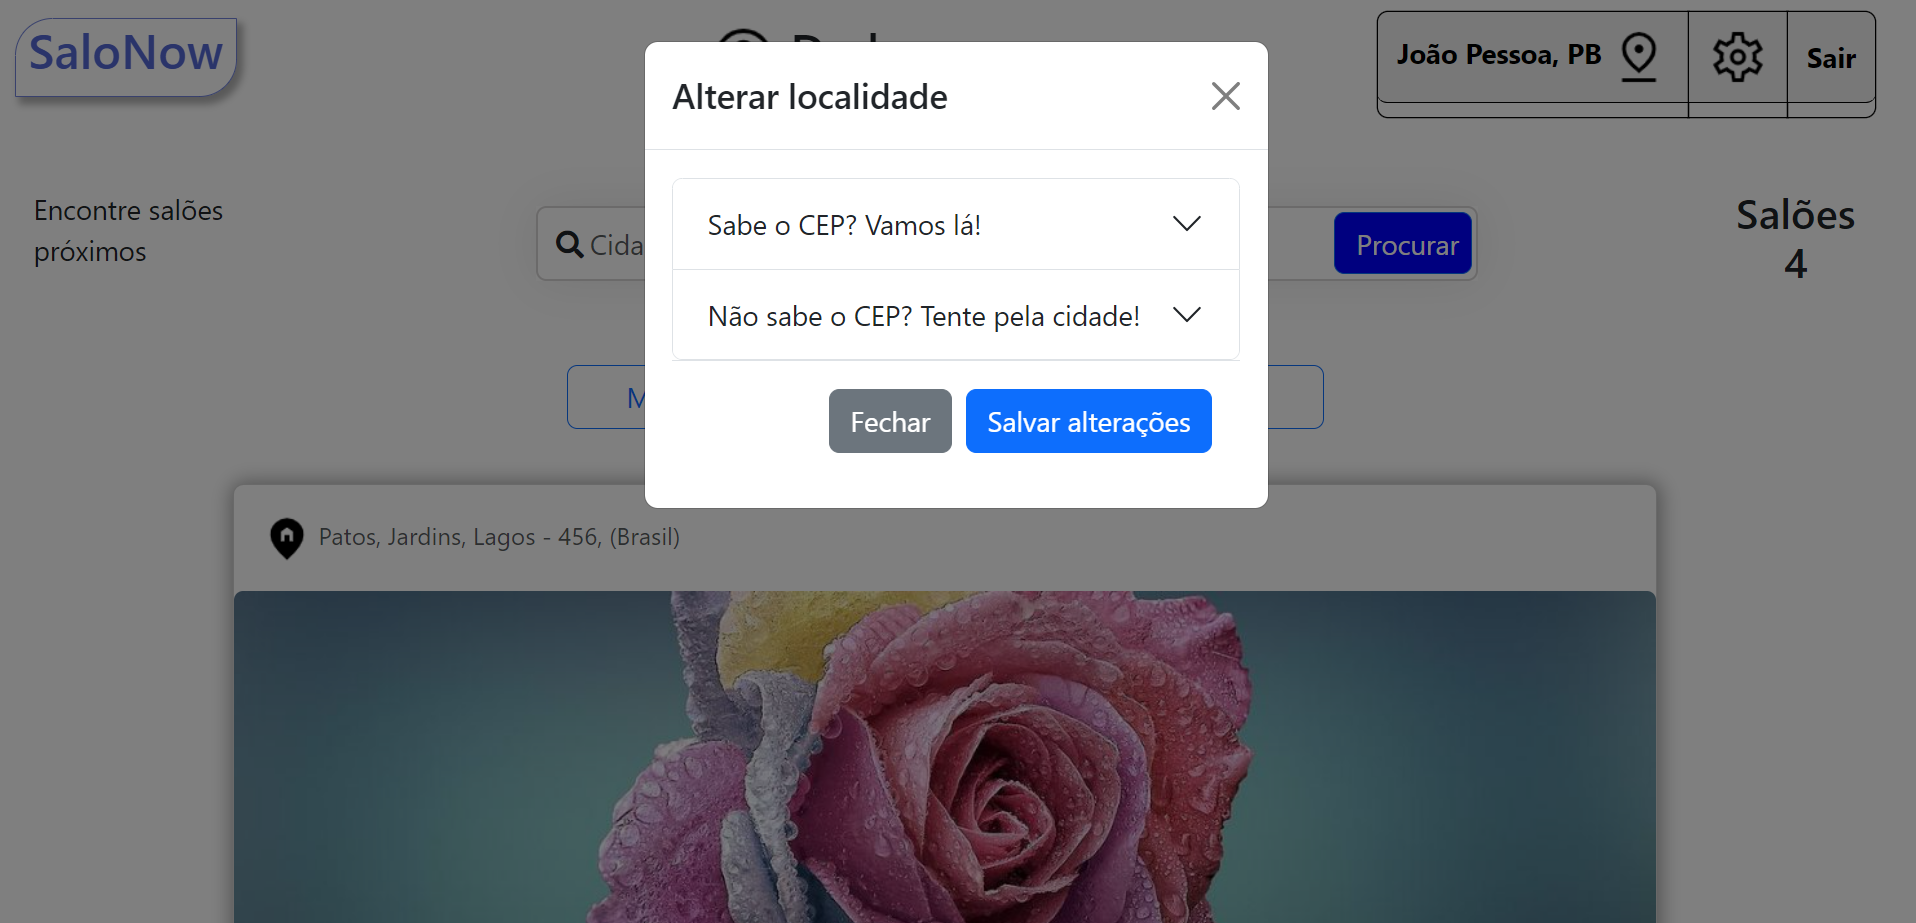 SaloNow
João Pessoa, PB
Sair
Alterar localidade
Encontre salões
próximos
Procurar
Salões
4
Sabe o CEP? Vamos lá!
Não sabe o CEP? Tente pela cidade!
Fechar
Salvar alterações
Patos, Jardins, Lagos - 456, (Brasil)